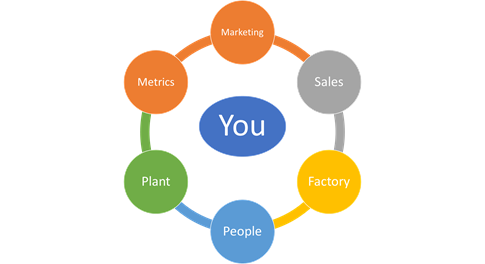 Marketing
Sales
Factory
People
Plant
Metrics
You